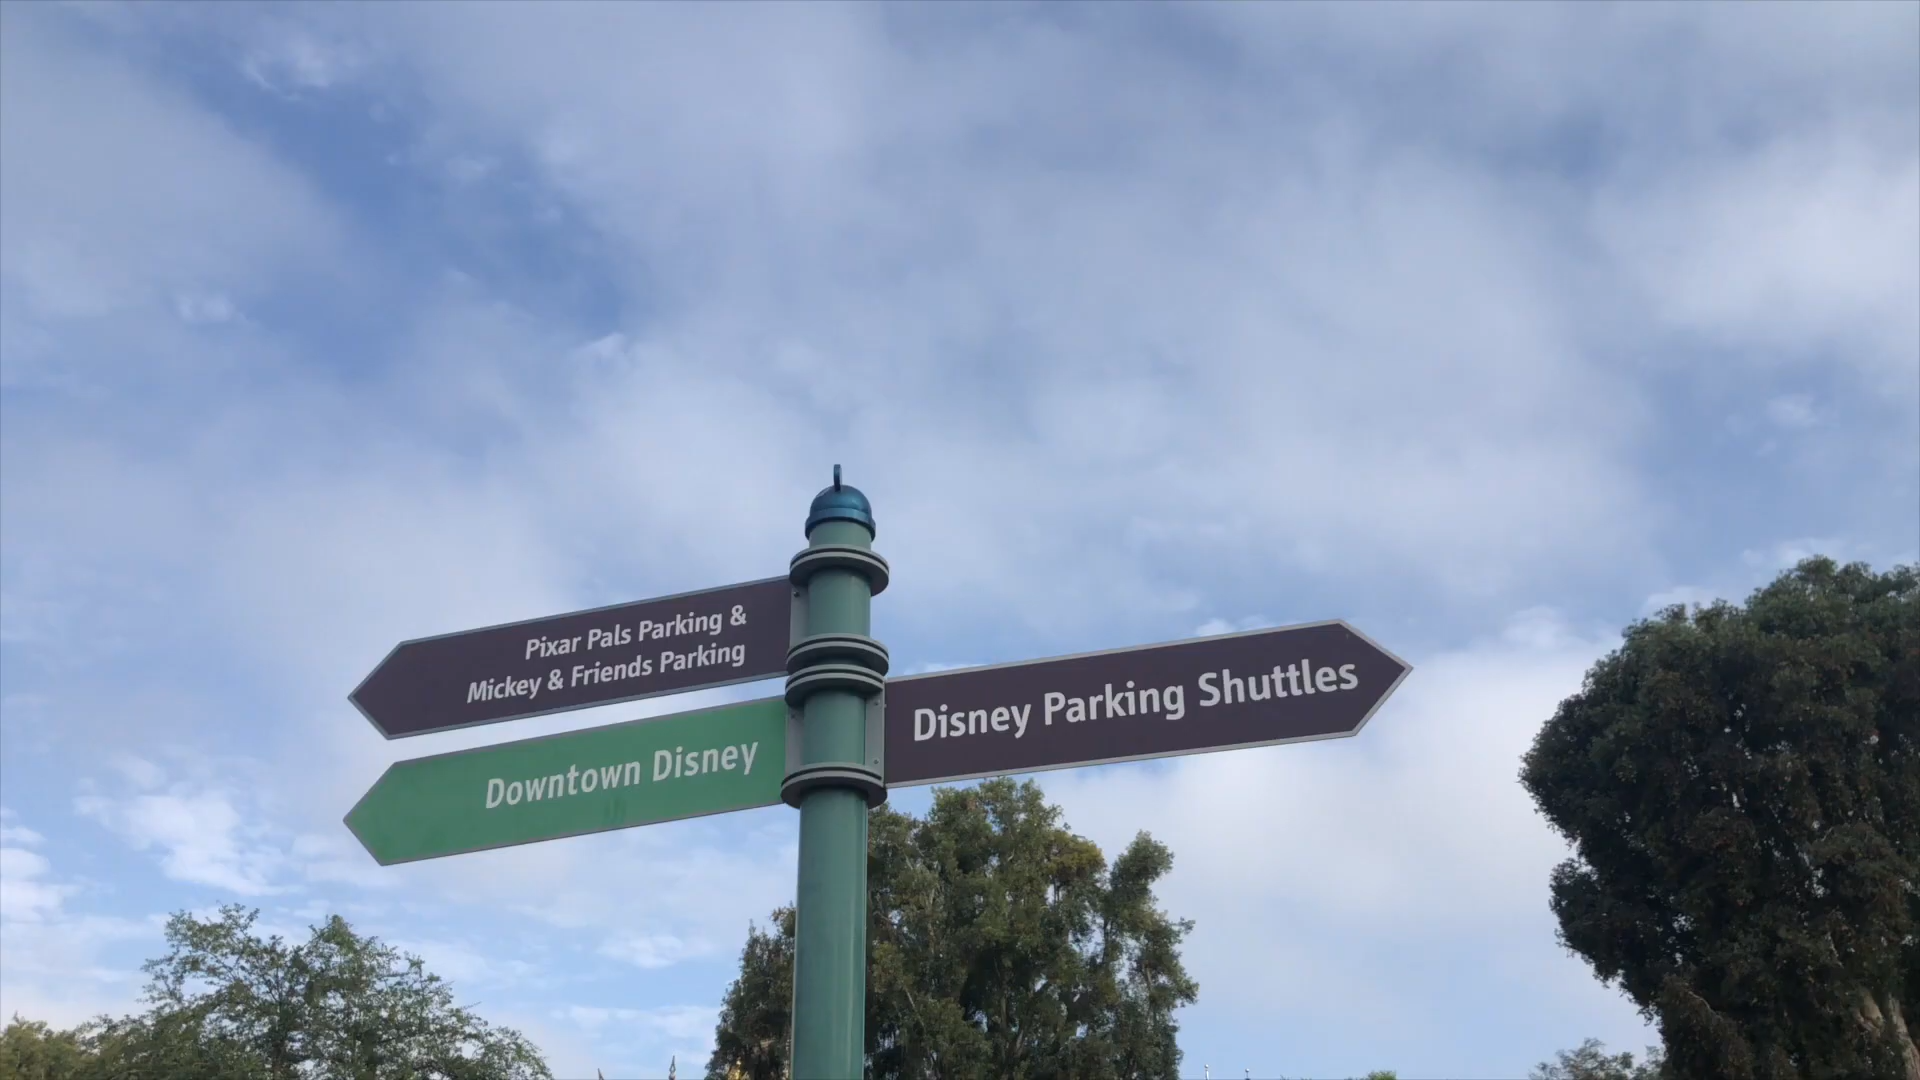 Pixar Pals Parking &
Mickey & Friends Parking
Downtown Disney
Disney Parking Shuttles